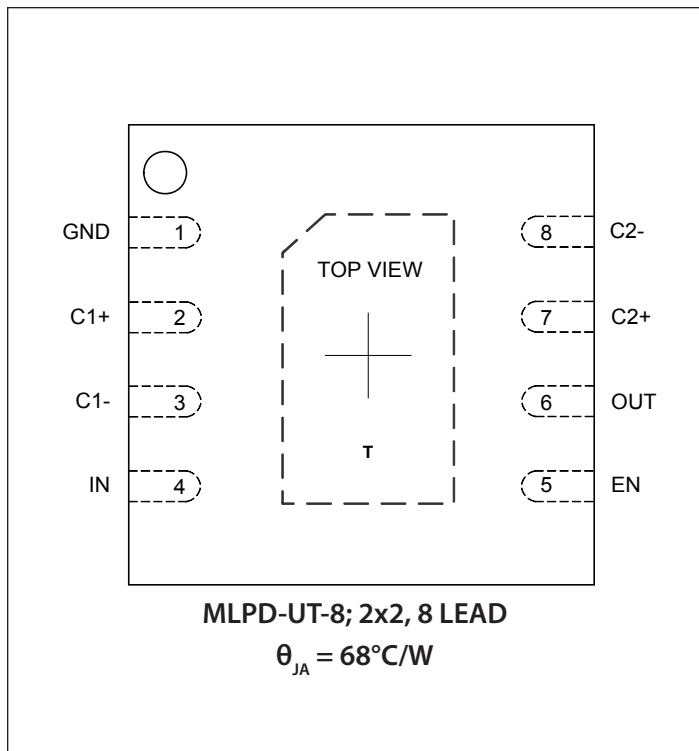 TOP VIEW
GND 1
8 C2-
C1+ 2
7 C2+
C1- 3
6 OUT
T
IN 4
5 EN
MLPD-UT-8; 2x2, 8 LEAD
θJA = 68°C/W